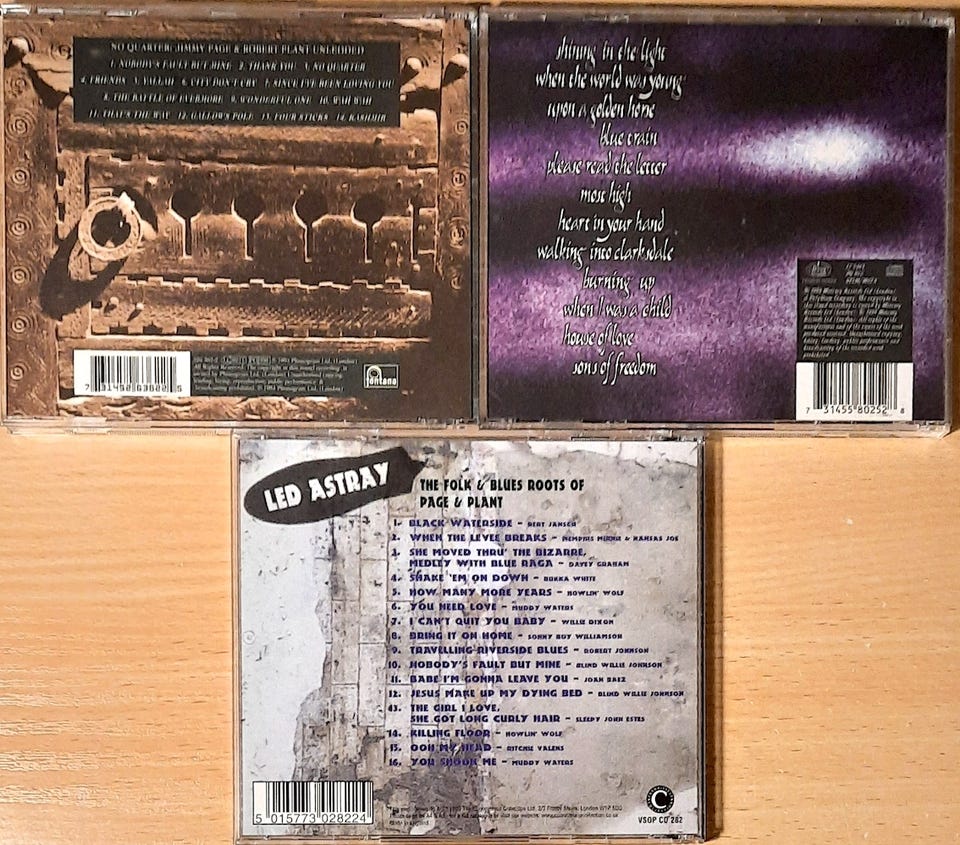 NO QUARTER: JIMMY PAGE & ROBERT PLANT UNLEDDED
1. NOBODY'S FAULT BUT MINE 2. THANK YOU 3. NO QUARTER
4. FRIENDS 5. YALLAH 6. CITY DON'T CRY 7. SINCE I'VE BEEN LOVING YOU
8. THE BATTLE OF EVERMORE 9. WONDERFUL ONE 10. WAH WAH
11. THAT'S THE WAY 12. GALLOWS POLE 13. FOUR STICKS 14. KASHMIR
fontana
shining in the light
when the world was young
upon a golden horse
blue train
please read the letter
most high
heart in your hand
walking into clarksdale
burning up
when I was a child
house of love
sons of freedom
7 31455 80252 8
LED ASTRAY
THE FOLK & BLUES ROOTS OF
PAGE & PLANT
1. BLACK WATERSIDE - BERT JANSCH
2. WHEN THE LEVEE BREAKS - MEMPHIS MINNIE & KANSAS JOE
3. SHE MOVED THRU' THE BIZARRE,
MEDLEY WITH BLUE RAGA - DAVEY GRAHAM
4. SHAKE 'EM ON DOWN - BUKKA WHITE
5. HOW MANY MORE YEARS - HOWLIN' WOLF
6. YOU NEED LOVE - MUDDY WATERS
7. I CAN'T QUIT YOU BABY - WILLIE DIXON
8. BRING IT ON HOME - SONNY BOY WILLIAMSON
9. TRAVELLING RIVERSIDE BLUES - ROBERT JOHNSON
10. NOBODY'S FAULT BUT MINE - BLIND WILLIE JOHNSON
11. BABE I'M GONNA LEAVE YOU - JOAN BAEZ
12. JESUS MAKE UP MY DYING BED - BLIND WILLIE JOHNSON
13. THE GIRL I LOVE,
SHE GOT LONG CURLY HAIR - SLEEPY JOHN ESTES
14. KILLING FLOOR - HOWLIN' WOLF
15. OOH MY HEAD - RITCHIE VALENS
16. YOU SHOOK ME - MUDDY WATERS
5 015773 028224
VSOP CD 282